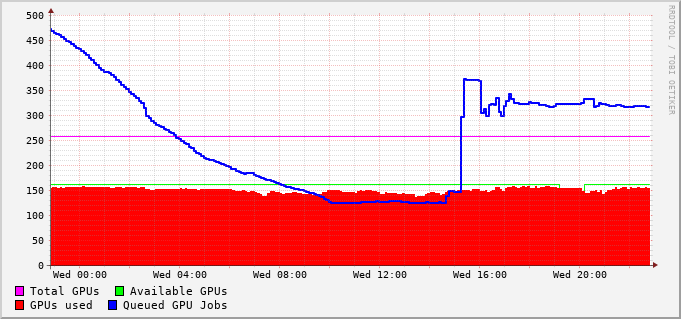 500
450
400
350
300
250
200
150
100
50
0
Wed 00:00 Wed 04:00 Wed 08:00 Wed 12:00 Wed 16:00 Wed 20:00
Total GPUs Available GPUs
GPUs used Queued GPU Jobs
RRDTOOL / TOBI OETIKER